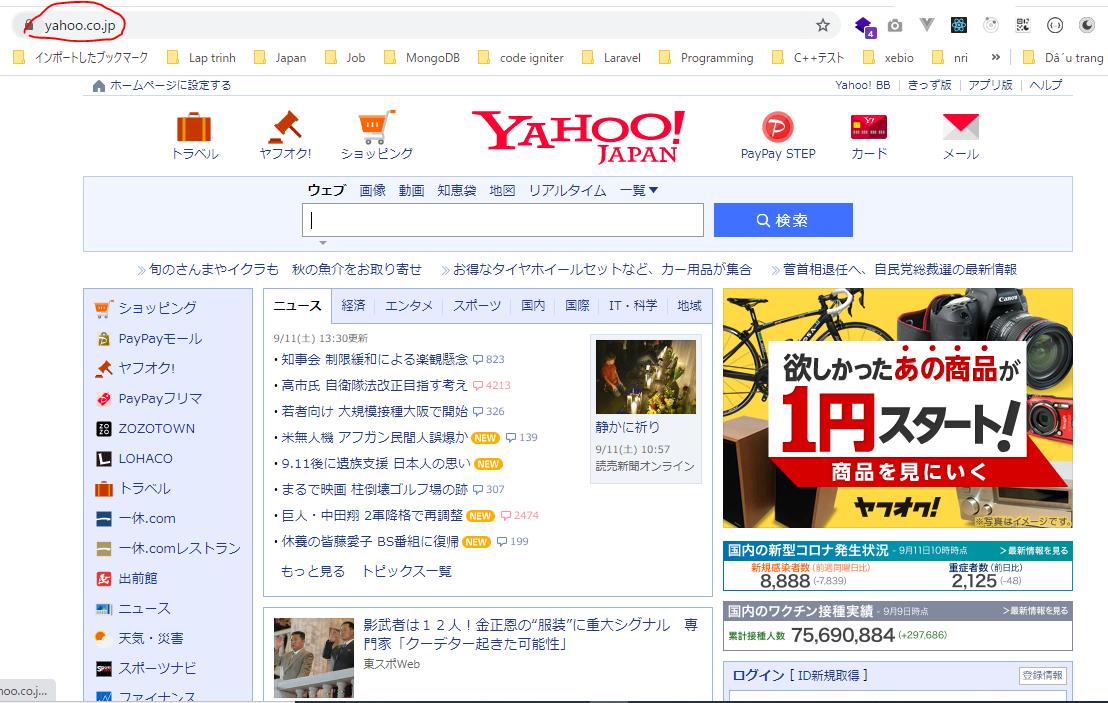 yahoo.co.jp
4
インポートしたブックマーク Lap trinh Japan Job MongoDB code igniter Laravel Programming C++テスト xebio nri » Dâ´u trang
ホームページに設定する Yahoo! BB きっず版 アプリ版 ヘルプ
トラベル ヤフオク! ショッピング YAHOO! JAPAN PayPay STEP カード メール
ウェブ 画像 動画 知恵袋 地図 リアルタイム 一覧▼
検索
旬のさんまやイクラも 秋の魚介をお取り寄せ お得なタイヤホイールセットなど、カー用品が集合 菅首相退任へ、自民党総裁選の最新情報
ショッピング
PayPayモール
ヤフオク!
PayPayフリマ
ZOZOTOWN
LOHACO
トラベル
一休.com
一休.comレストラン
出前館
ニュース
天気・災害
スポーツナビ
ファイナンス
hoo.co.j...
ニュース 経済 エンタメ スポーツ 国内 国際 IT・科学 地域
9/11(土) 13:30更新
・知事会 制限緩和による楽観懸念 823
・高市氏 自衛隊法改正目指す考え 4213
・若者向け 大規模接種大阪で開始 326
・米無人機 アフガン民間人誤爆か NEW 139
・9.11後に遺族支援 日本人の思い NEW
・まるで映画 柱倒壊ゴルフ場の跡 307
・巨人・中田翔 2軍降格で再調整 NEW 2474
・休養の皆藤愛子 BS番組に復帰 NEW 199
もっと見る トピックス一覧
静かに祈り
9/11(土) 10:57
読売新聞オンライン
影武者は１２人！金正恩の“服装”に重大シグナル 専
門家「クーデター起きた可能性」
東スポWeb
Canon
欲しかったあの商品が
1円スタート!
商品を見にいく
ヤフオク!
※写真はイメージです。
国内の新型コロナ発生状況 - 9月11日10時時点 >最新情報を見る
新規感染者数 (前週同曜日比) 重症者数 (前日比)
8,888 (-7,839) 2,125 (-48)
国内のワクチン接種実績 - 9月9日時点 >最新情報を見る
累計接種人数 75,690,884 (+297,686)
ログイン [ ID新規取得 ] 登録情報